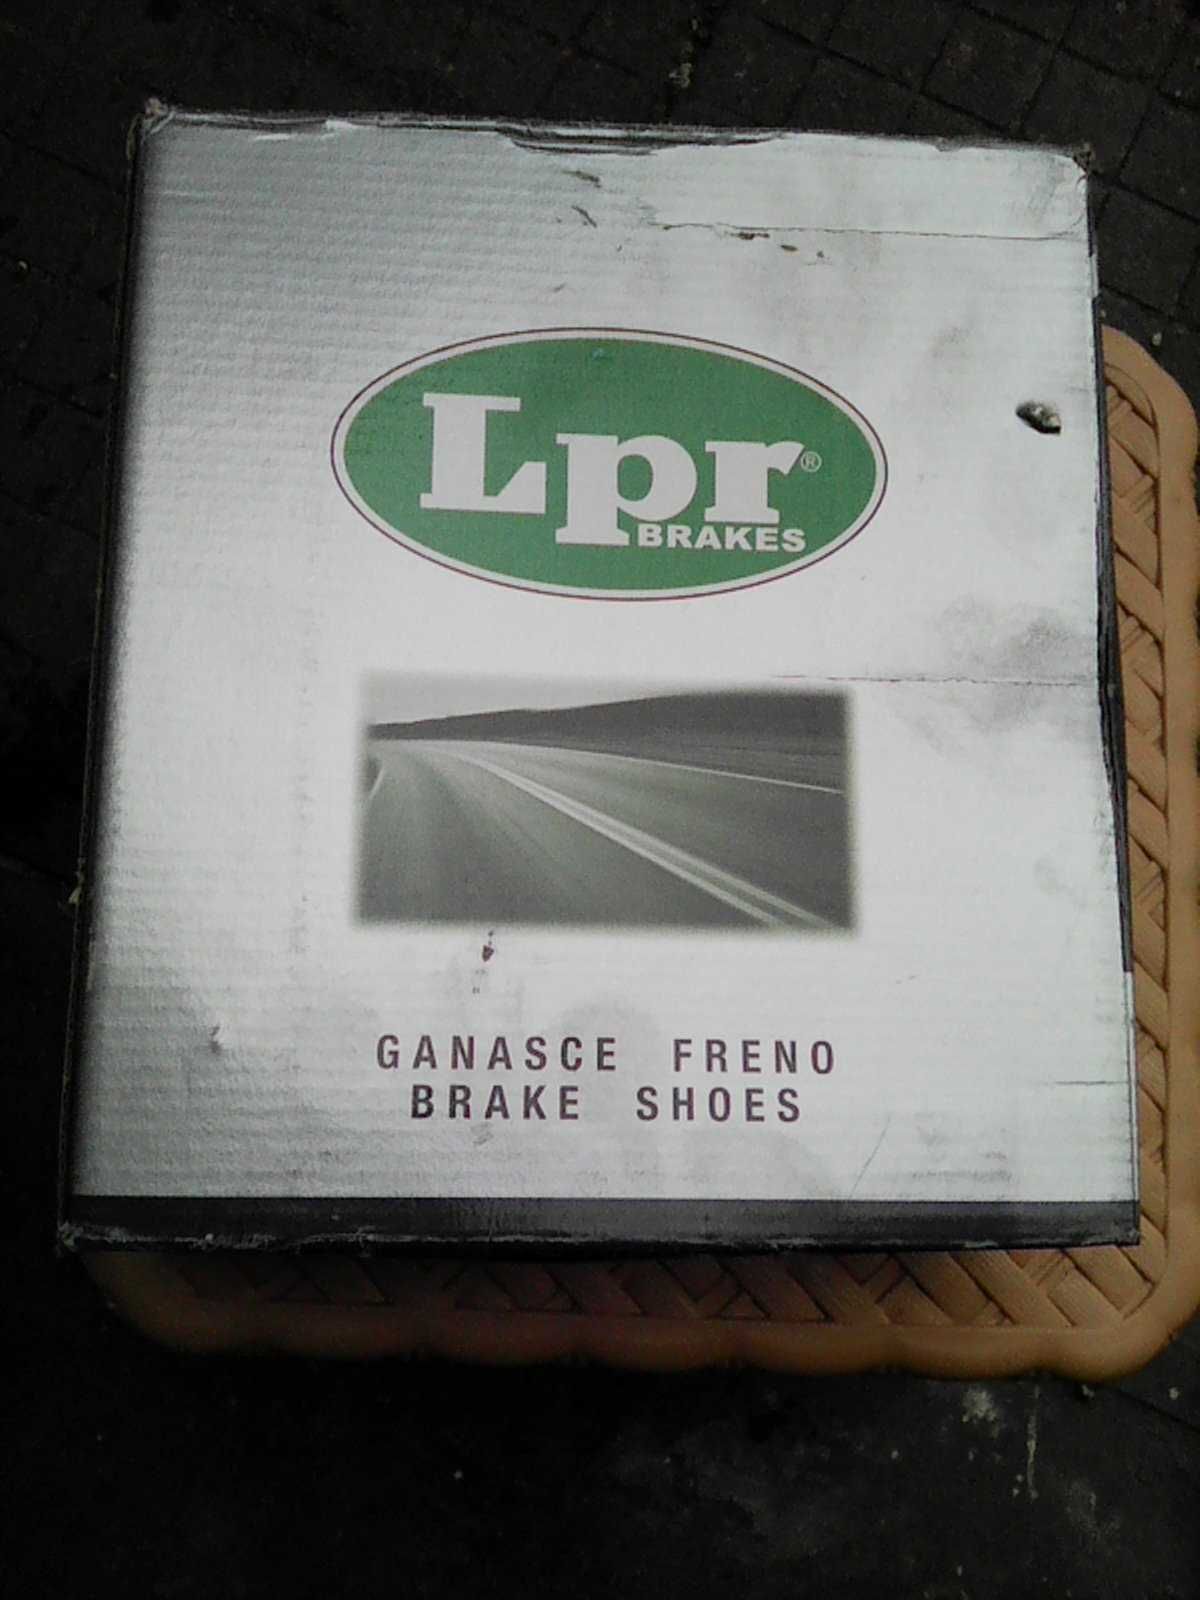 Lpr®
BRAKES
GANASCE FRENO
BRAKE SHOES